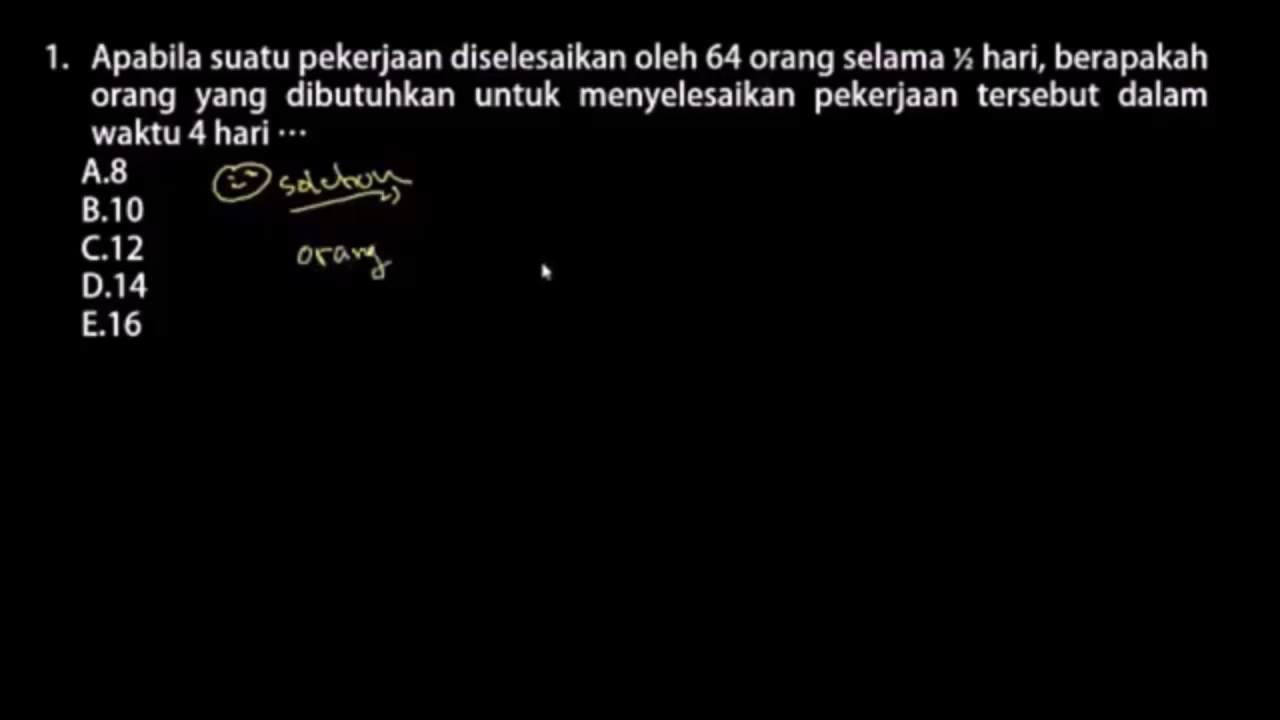 1. Apabila suatu pekerjaan diselesaikan oleh 64 orang selama ½ hari, berapakah
orang yang dibutuhkan untuk menyelesaikan pekerjaan tersebut dalam
waktu 4 hari ···
A.8
B.10
C.12
D.14
E.16
solution
orang